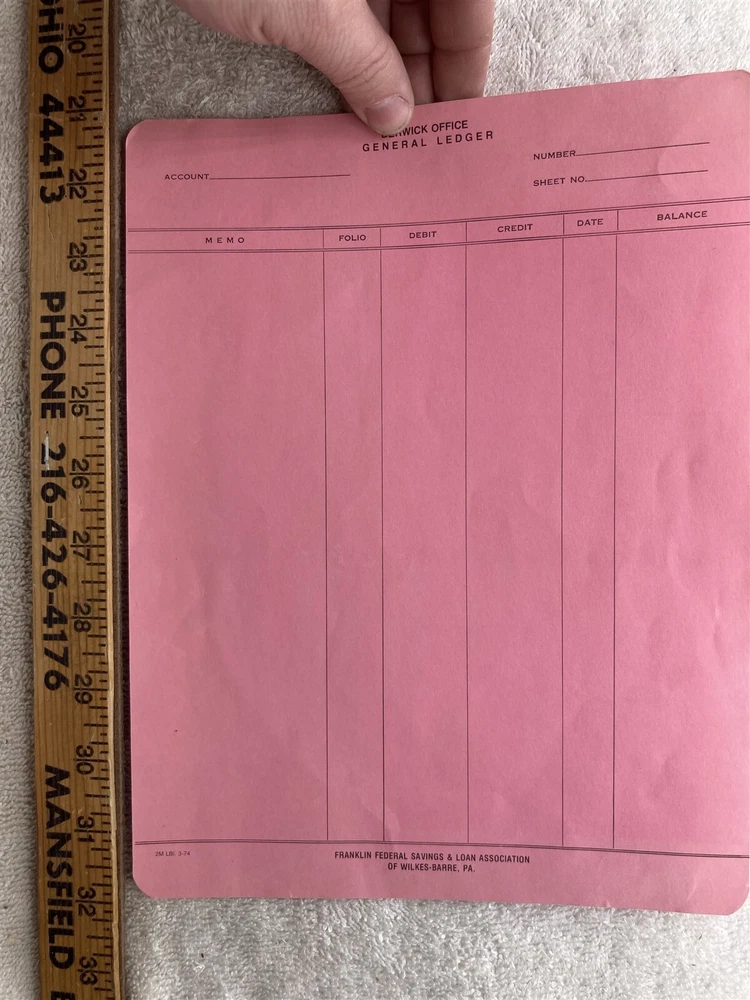 OFFICE
GENERAL LEDGER
ACCOUNT
NUMBER
SHEET NO.
MEMO FOLIO DEBIT CREDIT DATE BALANCE
2M LBI 3-74
FRANKLIN FEDERAL SAVINGS & LOAN ASSOCIATION
OF WILKES-BARRE, PA.
OHIO 44413 PHONE 216-426-4176 MANSFIELD
20 21 22 23 24 25 26 27 28 29 30 31 32 33